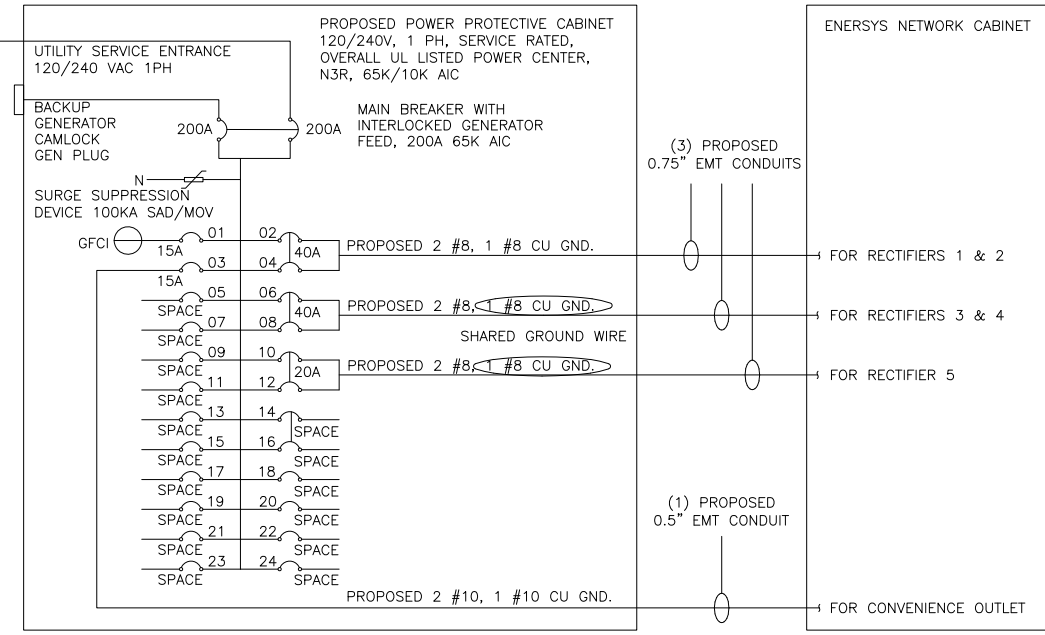 PROPOSED POWER PROTECTIVE CABINET
120/240V, 1 PH, SERVICE RATED,
OVERALL UL LISTED POWER CENTER,
N3R, 65K/10K AIC
ENERSYS NETWORK CABINET
UTILITY SERVICE ENTRANCE
120/240 VAC 1PH
BACKUP
GENERATOR
CAMLOCK
GEN PLUG
200A
200A
MAIN BREAKER WITH
INTERLOCKED GENERATOR
FEED, 200A 65K AIC
(3) PROPOSED
0.75" EMT CONDUITS
N
SURGE SUPPRESSION
DEVICE 100KA SAD/MOV
GFCI
01
02
15A
40A
PROPOSED 2 #8, 1 #8 CU GND.
FOR RECTIFIERS 1 & 2
03
04
15A
05
06
SPACE
40A
PROPOSED 2 #8, 1 #8 CU GND.
FOR RECTIFIERS 3 & 4
07
08
SPACE
SHARED GROUND WIRE
09
10
SPACE
20A
PROPOSED 2 #8, 1 #8 CU GND.
FOR RECTIFIER 5
11
12
SPACE
13
14
SPACE
SPACE
15
16
SPACE
SPACE
17
18
SPACE
SPACE
19
20
SPACE
SPACE
21
22
SPACE
SPACE
23
24
SPACE
SPACE
(1) PROPOSED
0.5" EMT CONDUIT
PROPOSED 2 #10, 1 #10 CU GND.
FOR CONVENIENCE OUTLET